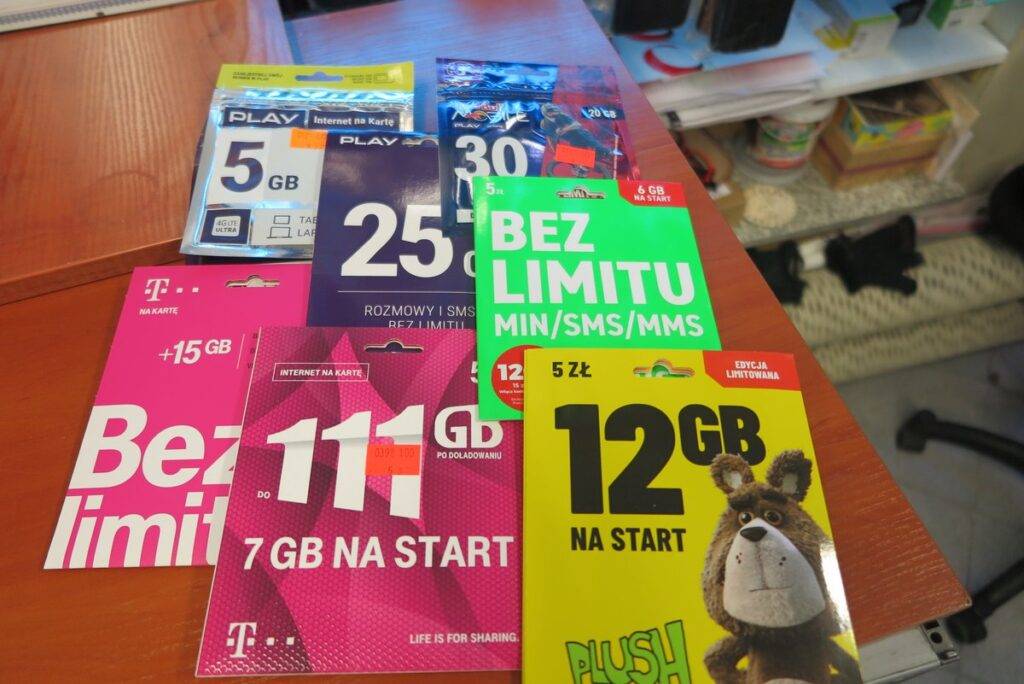 PLAY Internet na Kartę
5 GB
4G LTE
ULTRA
PLAY
25
ROZMOWY I SMS
BEZ LIMITU
20 GB
PLAY
30
5 ZŁ
6 GB
NA START
BEZ
LIMITU
MIN/SMS/MMS
T
NA KARTĘ
+15 GB
Bez
limit
INTERNET NA KARTĘ
DO 111 GB
PO DOŁADOWANIU
7 GB NA START
T
LIFE IS FOR SHARING.
5 ZŁ
EDYCJA
LIMITOWANA
12 GB
NA START
PLUSH